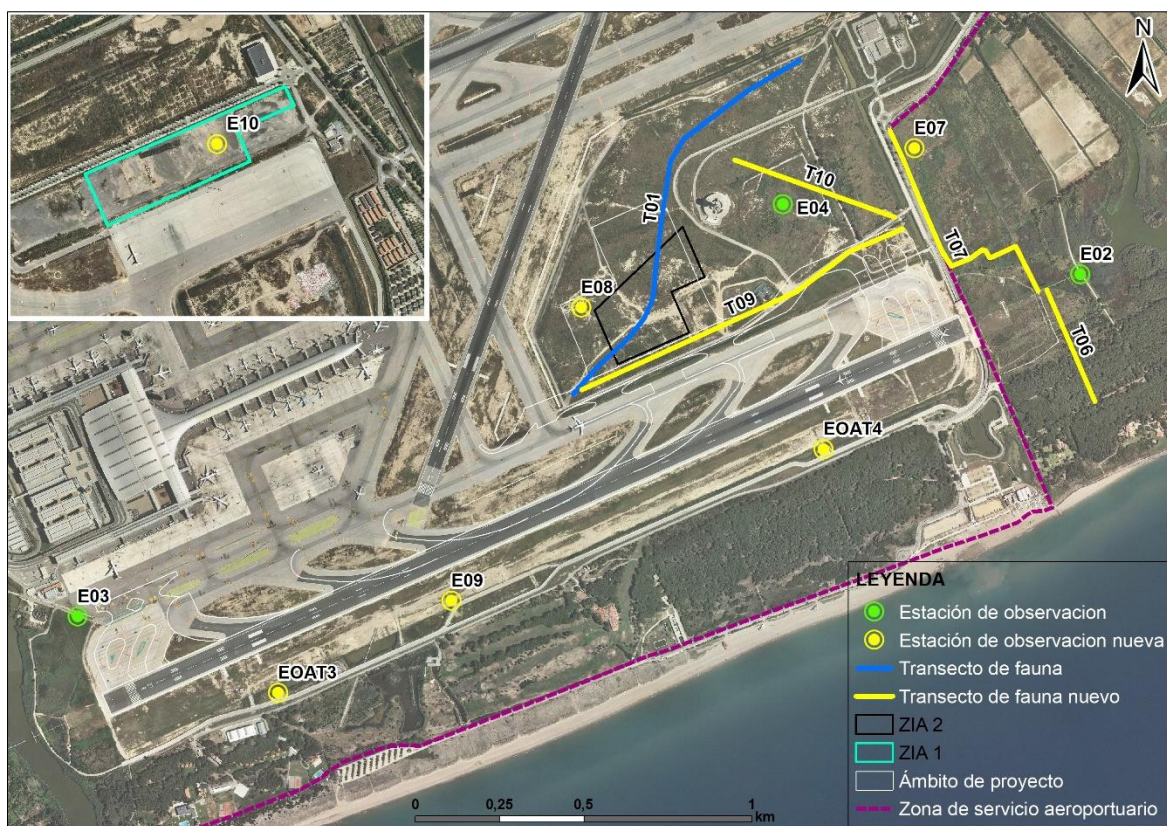 E10
N
E07
T10
T01
E04
T07
E02
E08
T09
T06
EOAT4
E09
E03
EOAT3
LEYENDA
Estación de observacion
Estación de observacion nueva
Transecto de fauna
Transecto de fauna nuevo
ZIA 2
ZIA 1
Ámbito de proyecto
Zona de servicio aeroportuario
0 0,25 0,5 1
km